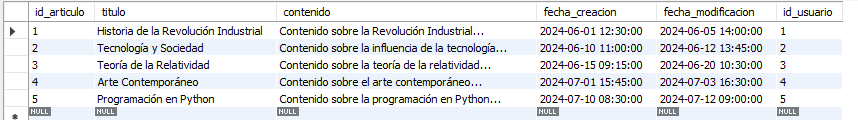 id_articulo titulo contenido fecha_creacion fecha_modificacion id_usuario
1 Historia de la Revolución Industrial Contenido sobre la Revolución Industrial... 2024-06-01 12:30:00 2024-06-05 14:00:00 1
2 Tecnología y Sociedad Contenido sobre la influencia de la tecnología... 2024-06-10 11:00:00 2024-06-12 13:45:00 2
3 Teoría de la Relatividad Contenido sobre la teoría de la relatividad... 2024-06-15 09:15:00 2024-06-20 10:30:00 3
4 Arte Contemporáneo Contenido sobre el arte contemporáneo... 2024-07-01 15:45:00 2024-07-03 16:30:00 4
5 Programación en Python Contenido sobre la programación en Python... 2024-07-10 08:30:00 2024-07-12 09:00:00 5
NULL NULL NULL NULL NULL NULL